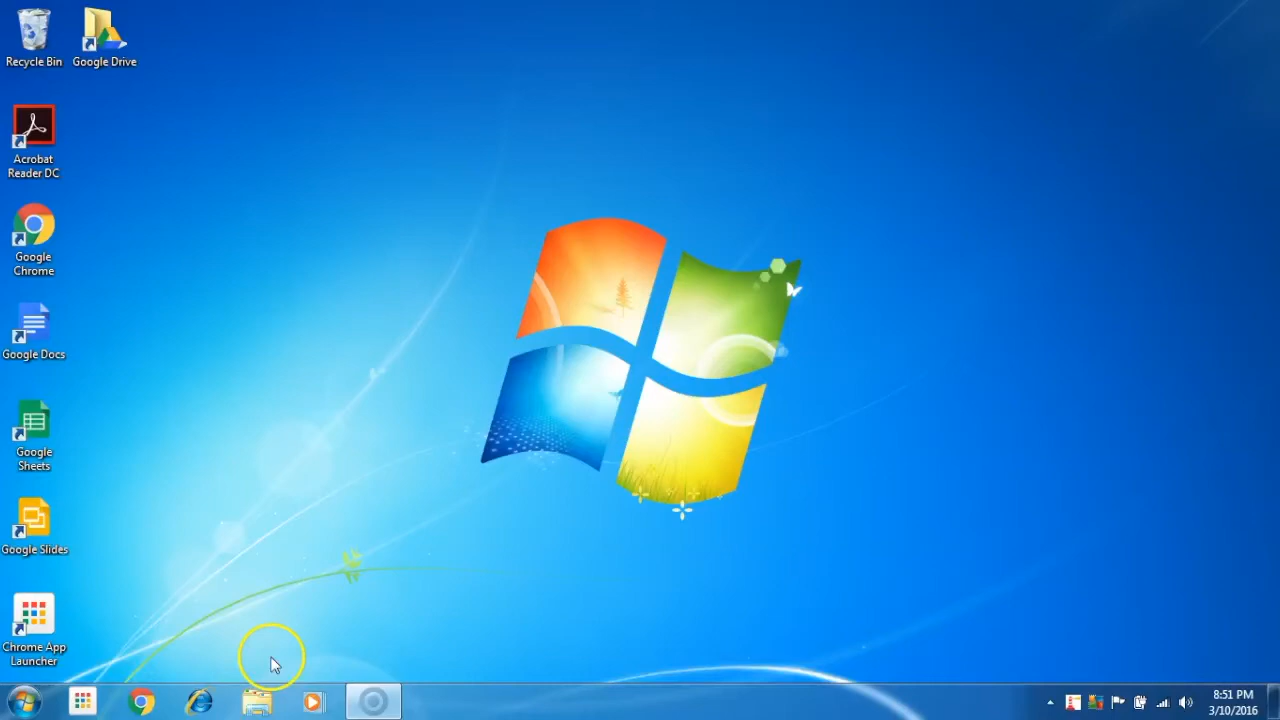 Recycle Bin
Google Drive
Acrobat
Reader DC
Google
Chrome
Google Docs
Google
Sheets
Google Slides
Chrome App
Launcher
8:51 PM
3/10/2016